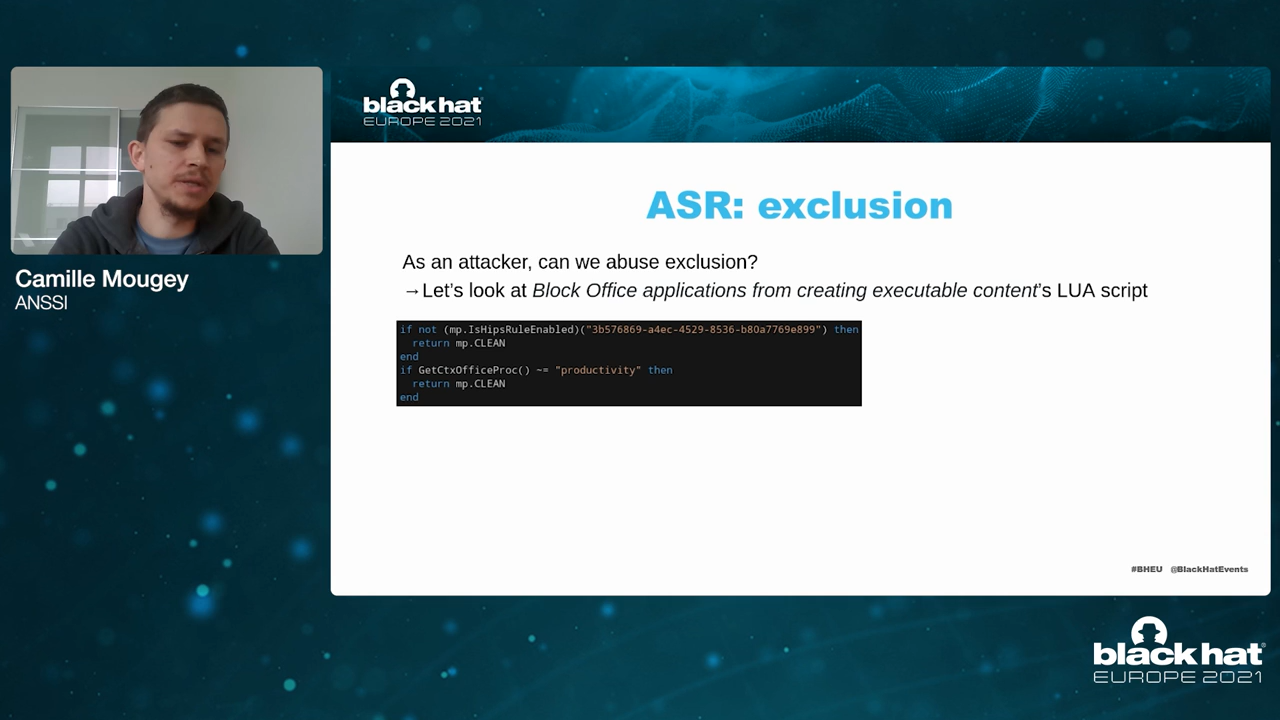 black hat
EUROPE 2021
Camille Mougey
ANSSI
ASR: exclusion
As an attacker, can we abuse exclusion?
→Let's look at Block Office applications from creating executable content's LUA script
if not (mp.IsHipsRuleEnabled)("3b576869-a4ec-4529-8536-b80a7769e899") then
  return mp.CLEAN
end
if GetCtxOfficeProc() ~= "productivity" then
  return mp.CLEAN
end
#BHEU @BlackHatEvents
black hat®
EUROPE 2021